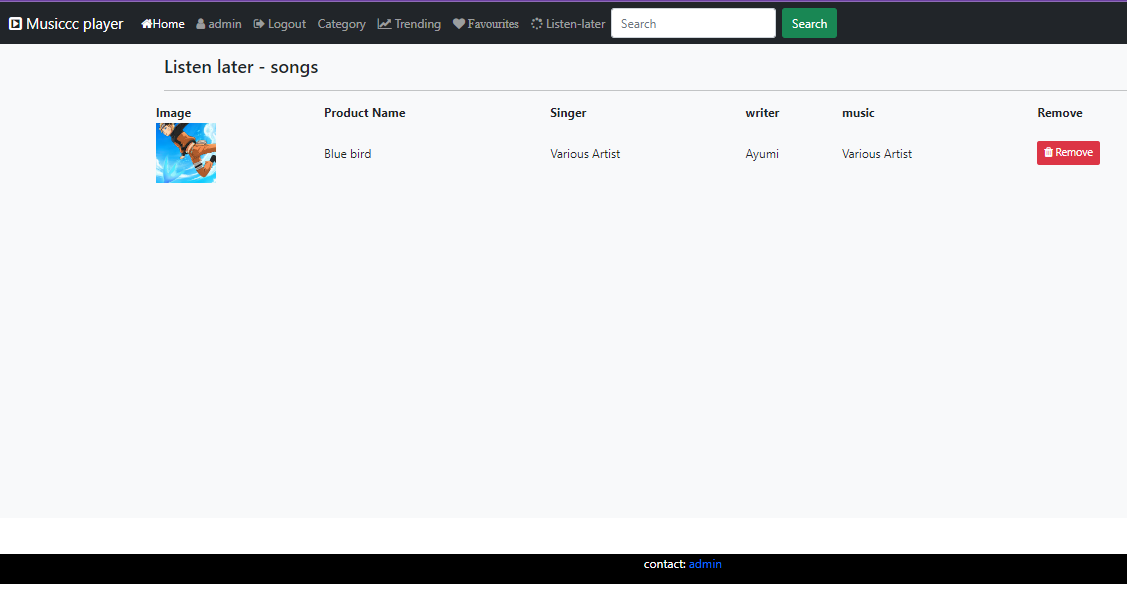 Musiccc player Home admin Logout Category Trending Favourites Listen-later Search Search
Listen later - songs
Image Product Name Singer writer music Remove
Blue bird Various Artist Ayumi Various Artist Remove
contact: admin